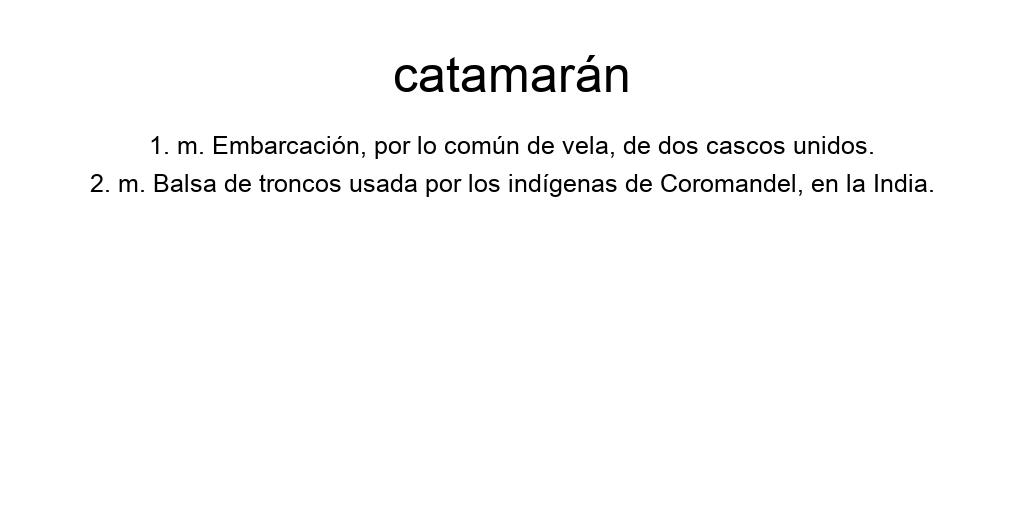 catamarán
1. m. Embarcación, por lo común de vela, de dos cascos unidos.
2. m. Balsa de troncos usada por los indígenas de Coromandel, en la India.